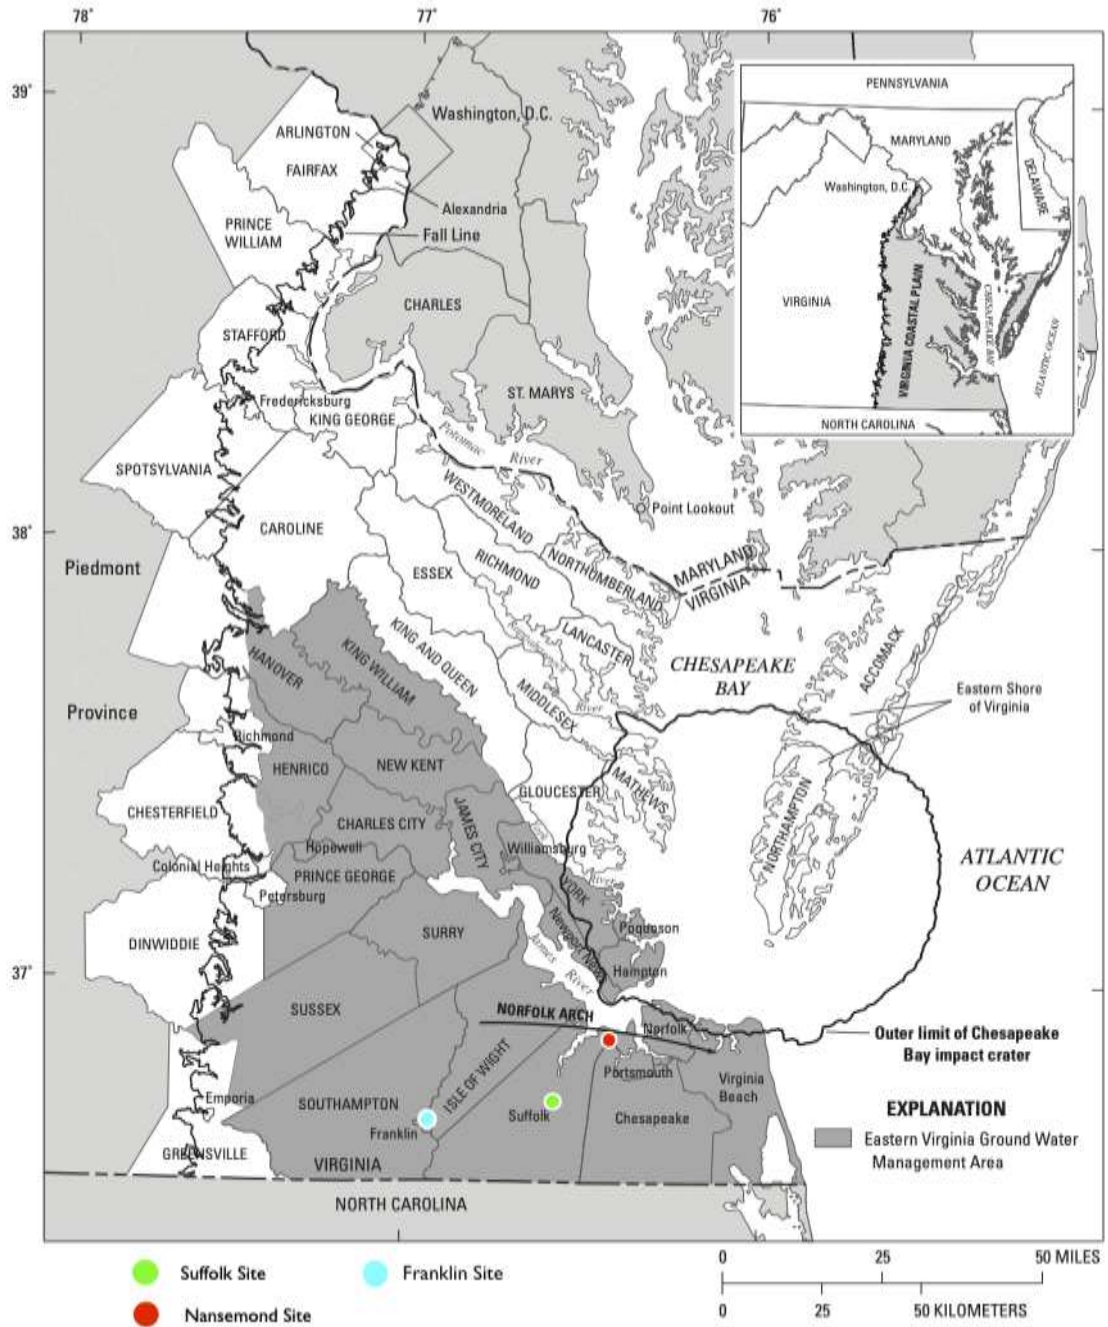 78°
77°
76°
39°
38°
37°
PENNSYLVANIA
MARYLAND
Washington, D.C.
DELAWARE
VIRGINIA
VIRGINIA COASTAL PLAIN
CHESAPEAKE BAY
ATLANTIC OCEAN
NORTH CAROLINA
ARLINGTON
Washington, D.C.
FAIRFAX
Alexandria
Fall Line
PRINCE
WILLIAM
CHARLES
STAFFORD
ST. MARYS
Fredericksburg
KING GEORGE
Potomac
River
SPOTSYLVANIA
WESTMORELAND
Point Lookout
CAROLINE
Piedmont
Province
ESSEX
RICHMOND
NORTHUMBERLAND
MARYLAND
VIRGINIA
LANCASTER
KING AND QUEEN
KING WILLIAM
HANOVER
MIDDLESEX
River
CHESAPEAKE
BAY
ACCOMACK
Eastern Shore
of Virginia
Richmond
HENRICO
NEW KENT
GLOUCESTER
MATHEWS
NORTHAMPTON
CHESTERFIELD
CHARLES CITY
JAMES CITY
Williamsburg
ATLANTIC
OCEAN
Hopewell
Colonial Heights
PRINCE GEORGE
Petersburg
YORK
River
DINWIDDIE
SURRY
Newport News
Poquoson
Hampton
James
River
SUSSEX
NORFOLK ARCH
Norfolk
Outer limit of Chesapeake
Bay impact crater
ISLE OF WIGHT
Portsmouth
Virginia
Beach
Emporia
SOUTHAMPTON
Franklin
Suffolk
Chesapeake
GREENSVILLE
VIRGINIA
NORTH CAROLINA
EXPLANATION
Eastern Virginia Ground Water
Management Area
Suffolk Site
Franklin Site
Nansemond Site
0 25 50 MILES
0 25 50 KILOMETERS